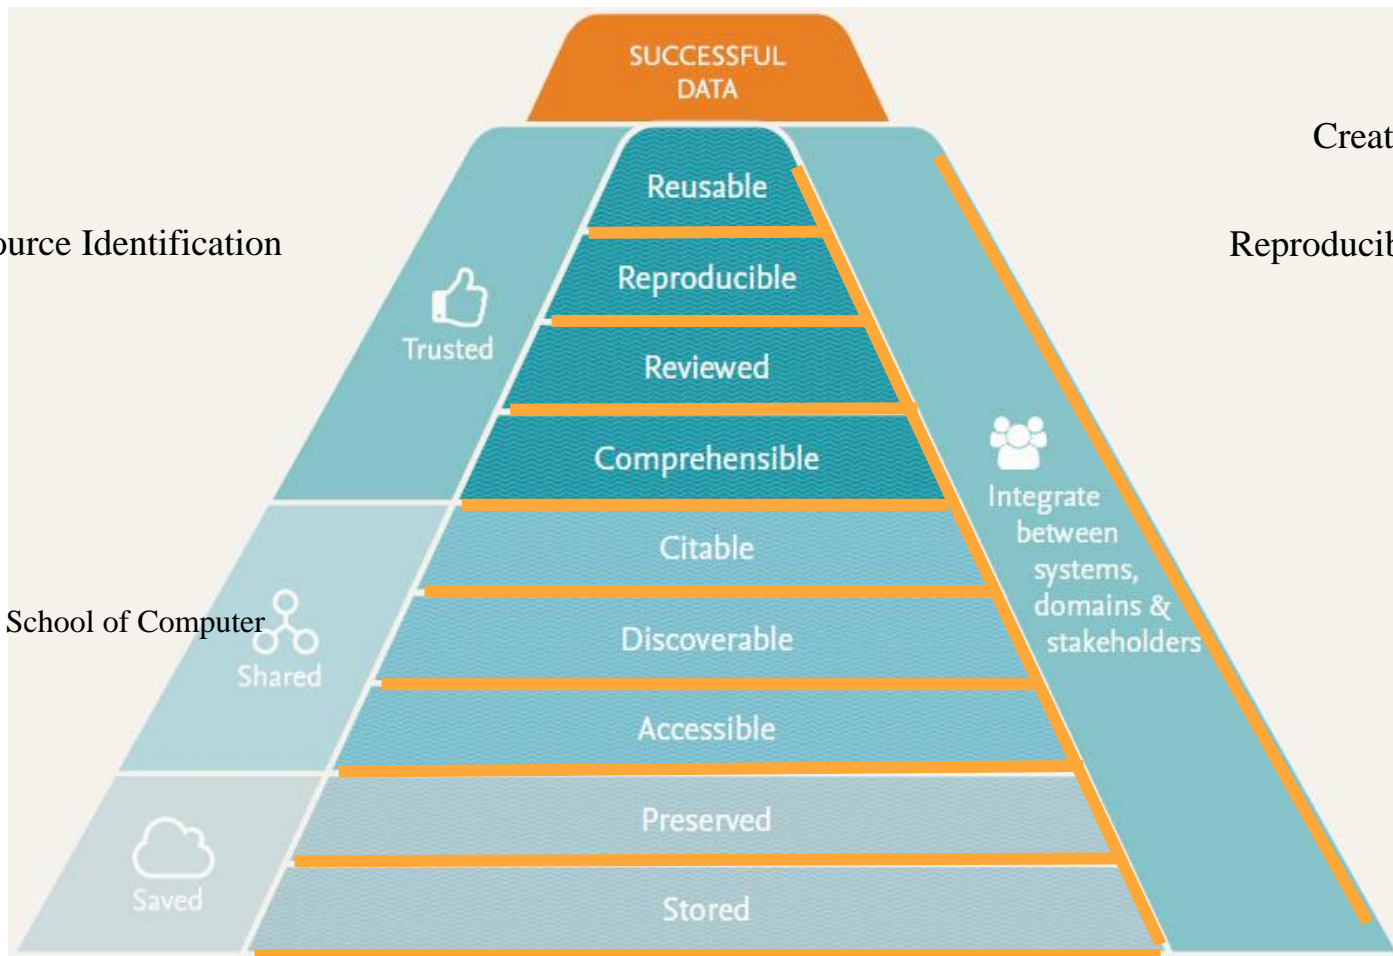 SUCCESSFUL
DATA
Creat
Reusable
ource Identification
Reproducib
Reproducible
Trusted
Reviewed
Comprehensible
Integrate
between
systems,
domains &
stakeholders
Citable
School of Computer
Shared
Discoverable
Accessible
Preserved
Saved
Stored